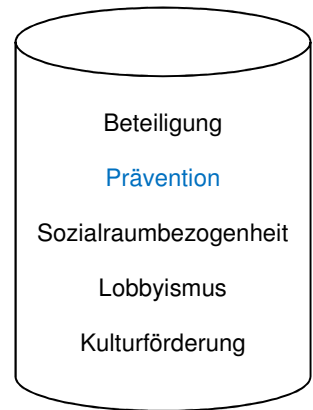 Beteiligung
Prävention
Sozialraumbezogenheit
Lobbyismus
Kulturförderung